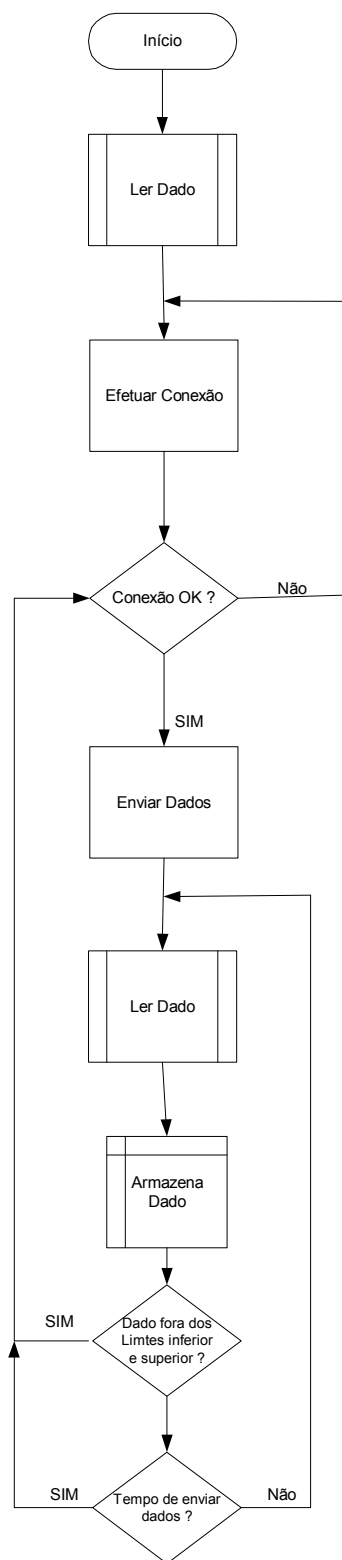 Início
Ler Dado
Efetuar Conexão
Conexão OK ?
Não
SIM
Enviar Dados
Ler Dado
Armazena
Dado
SIM
Dado fora dos
Limtes inferior
e superior ?
SIM
Tempo de enviar
dados ?
Não